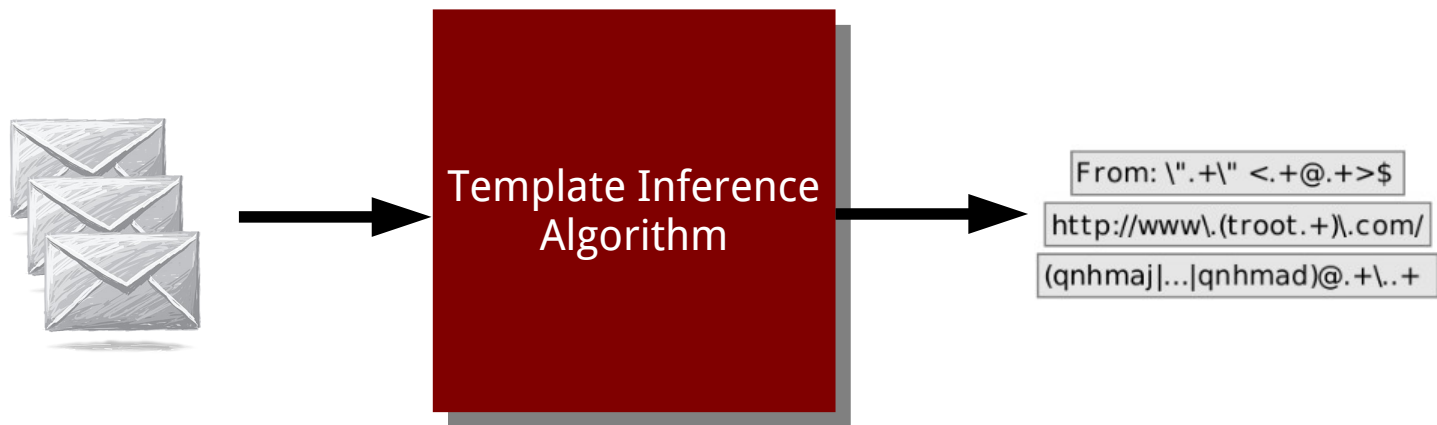 Template Inference
Algorithm
From: \".+\" <.+@.+>$
http://www\.(troot.+)\.com/
(qnhmaj|...|qnhmad)@.+\..+